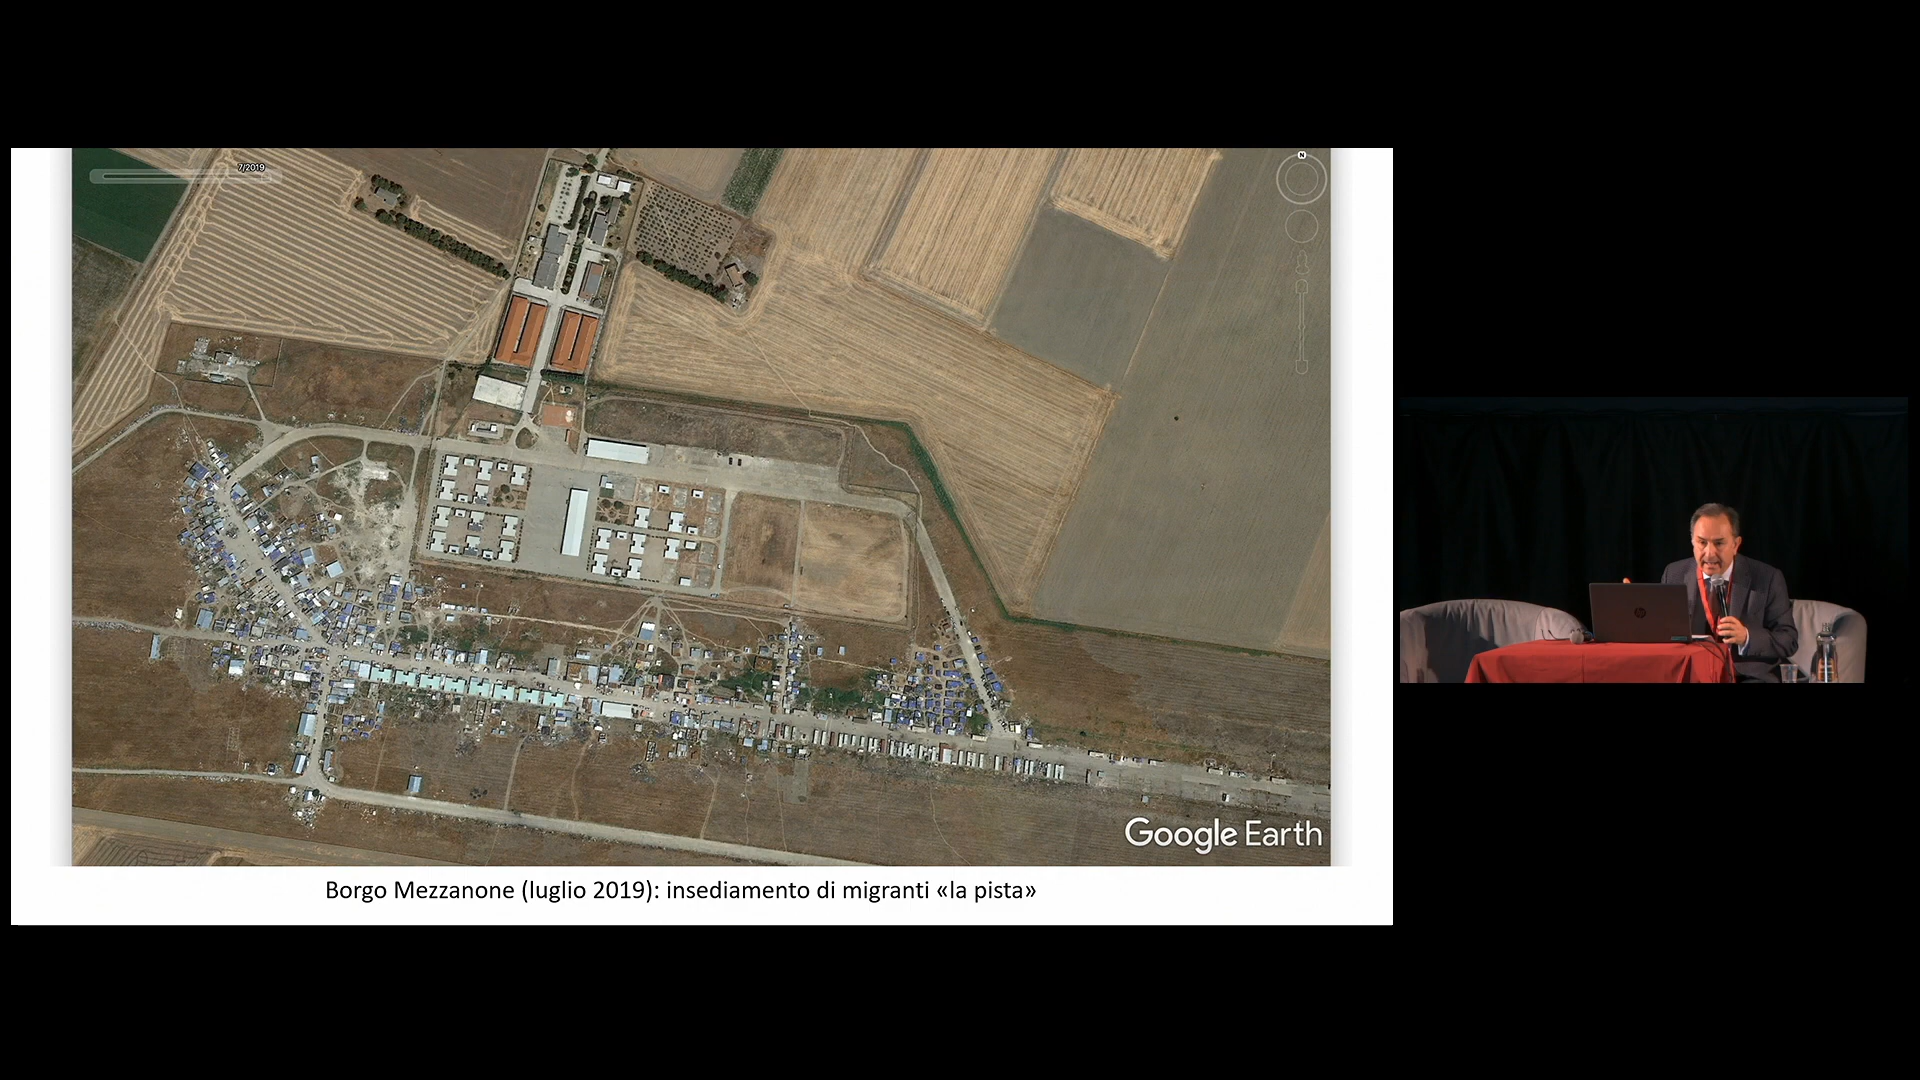 7/2019
N
Google Earth
Borgo Mezzanone (luglio 2019): insediamento di migranti «la pista»